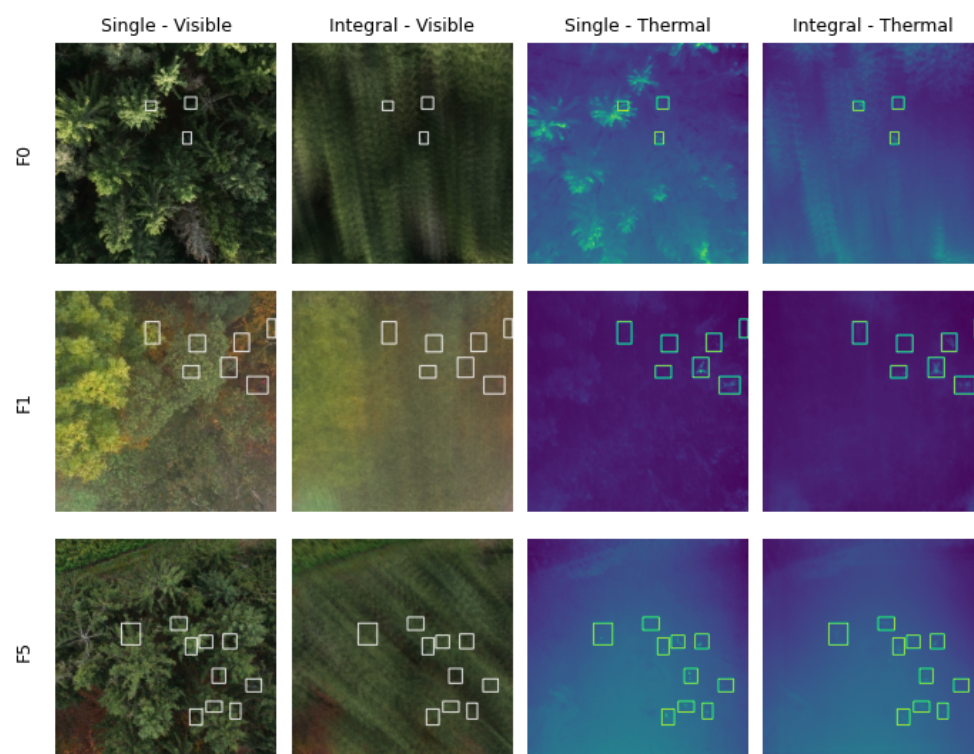 Single - Visible
Integral - Visible
Single - Thermal
Integral - Thermal
F0
F1
F5